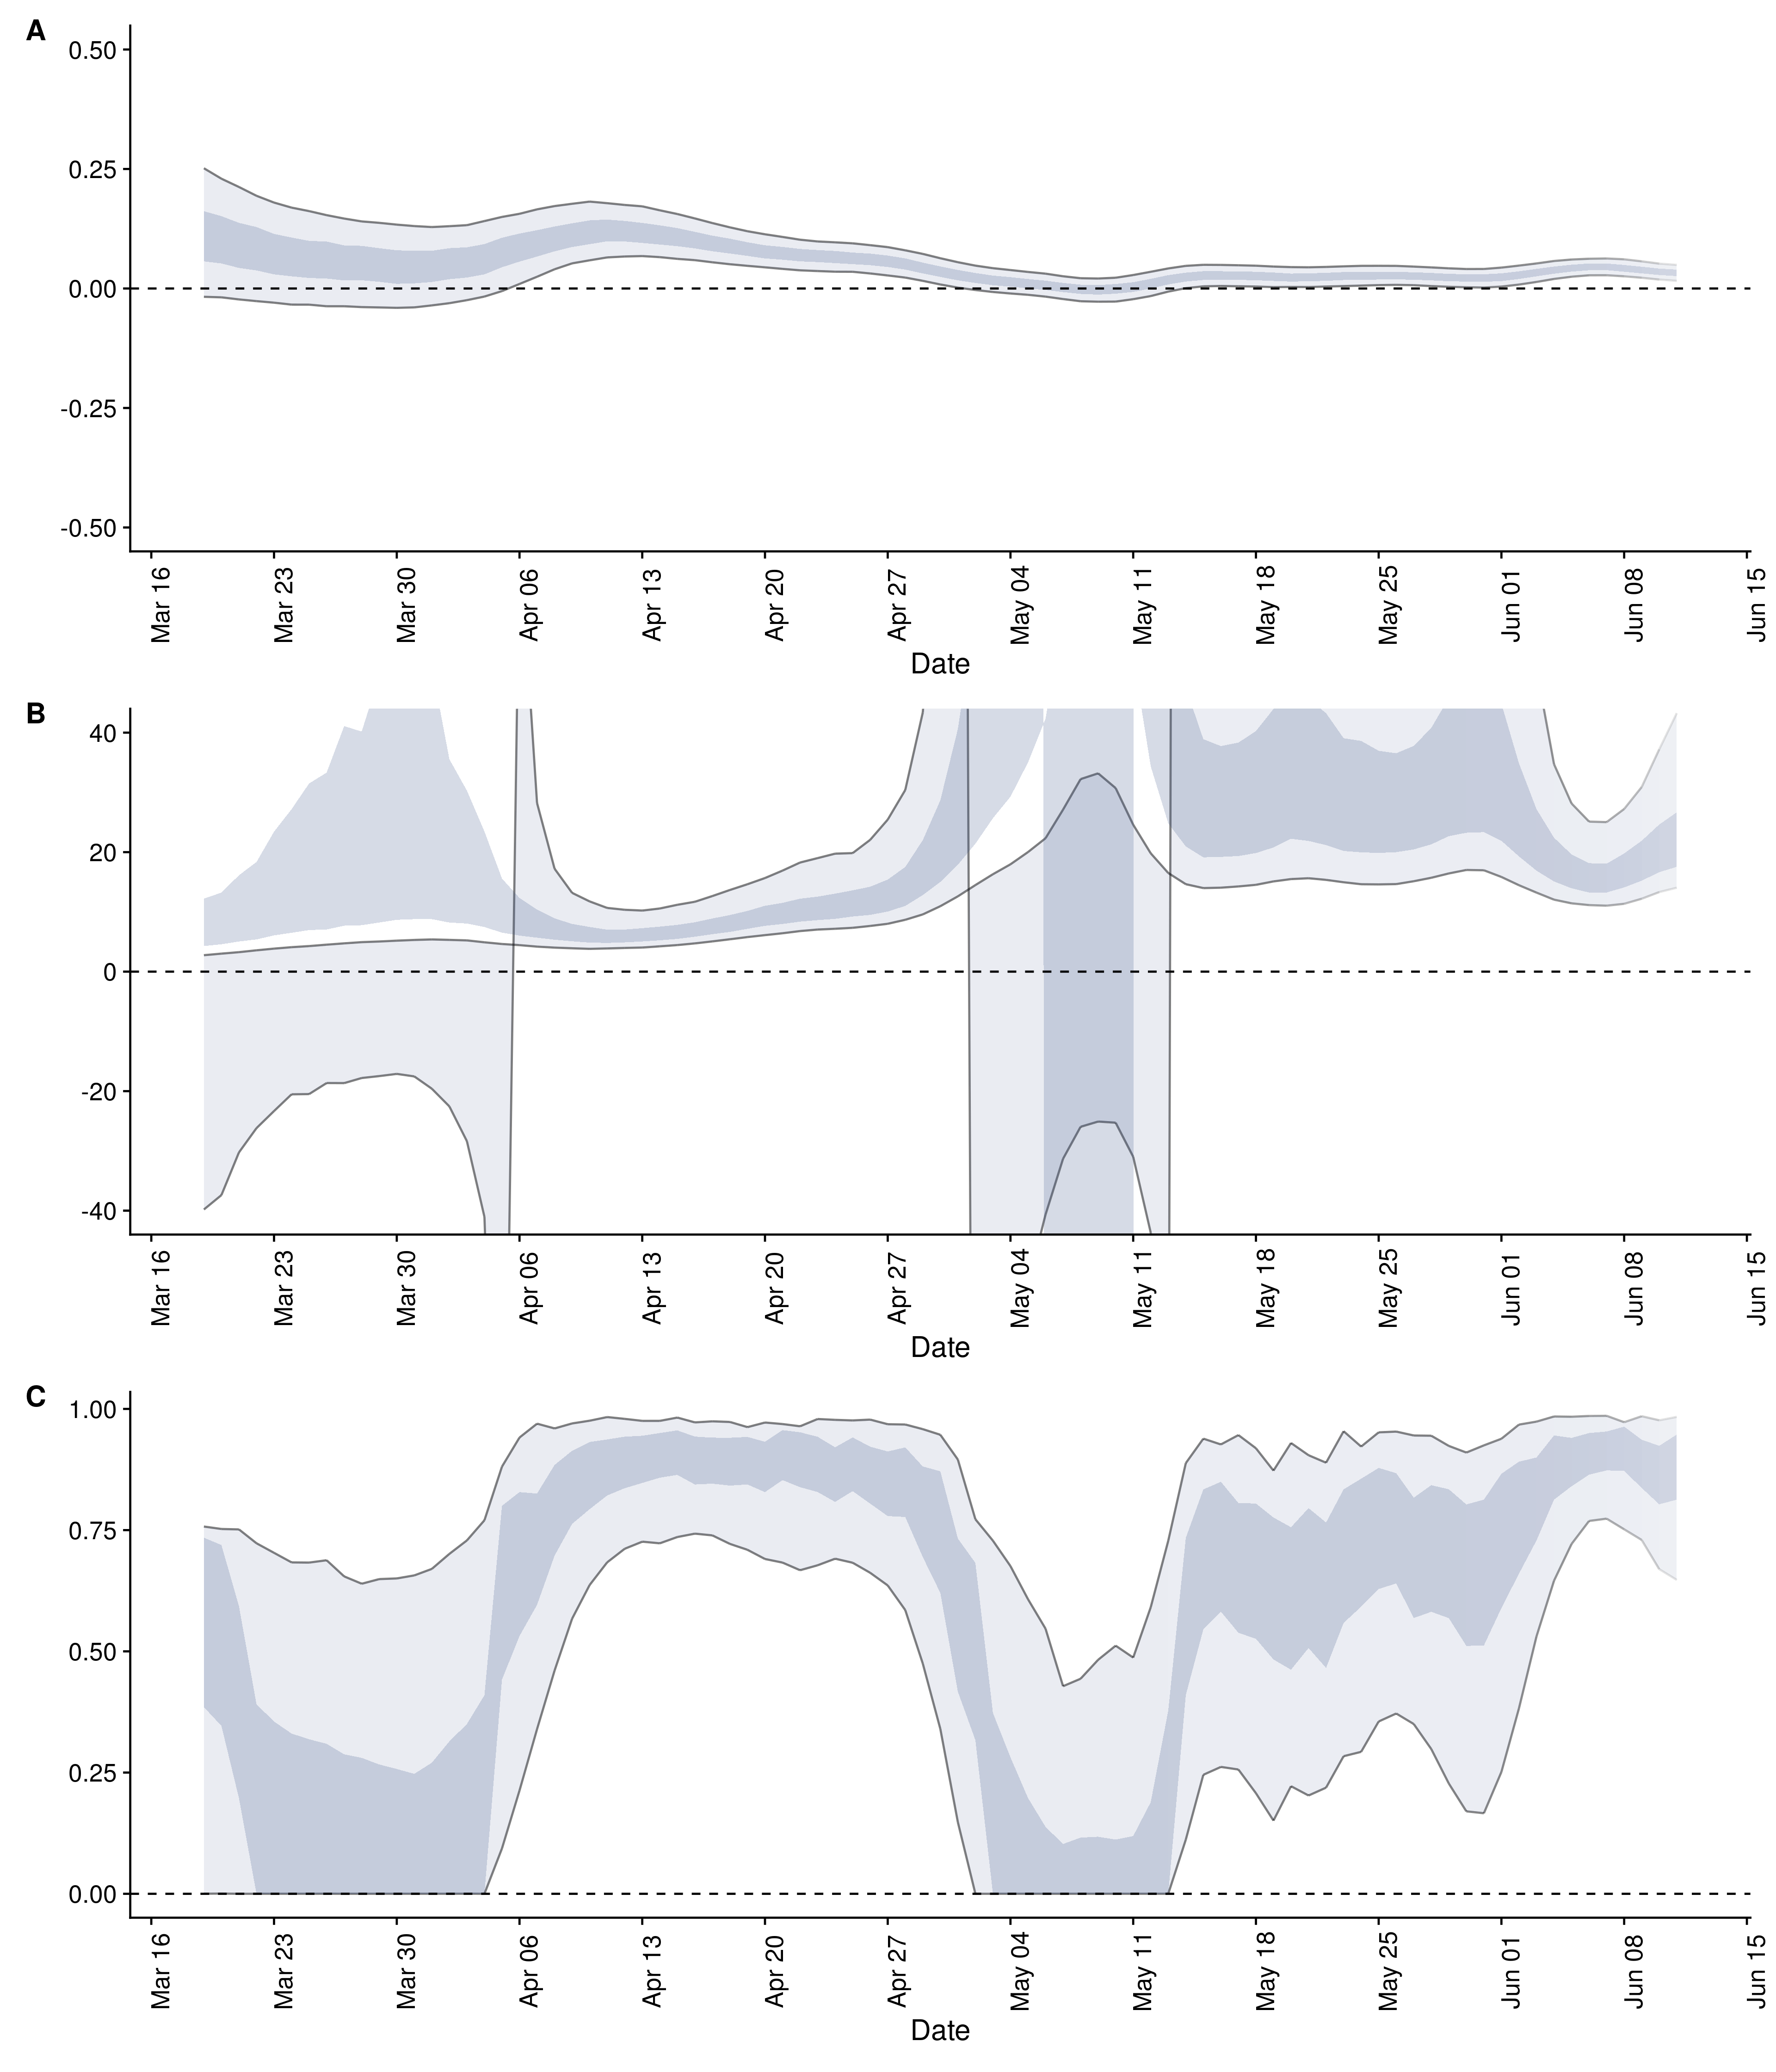 A
0.50
0.25
0.00
-0.25
-0.50
Mar 16
Mar 23
Mar 30
Apr 06
Apr 13
Apr 20
Apr 27
May 04
May 11
May 18
May 25
Jun 01
Jun 08
Jun 15
Date
B
40
20
0
-20
-40
Mar 16
Mar 23
Mar 30
Apr 06
Apr 13
Apr 20
Apr 27
May 04
May 11
May 18
May 25
Jun 01
Jun 08
Jun 15
Date
C
1.00
0.75
0.50
0.25
0.00
Mar 16
Mar 23
Mar 30
Apr 06
Apr 13
Apr 20
Apr 27
May 04
May 11
May 18
May 25
Jun 01
Jun 08
Jun 15
Date